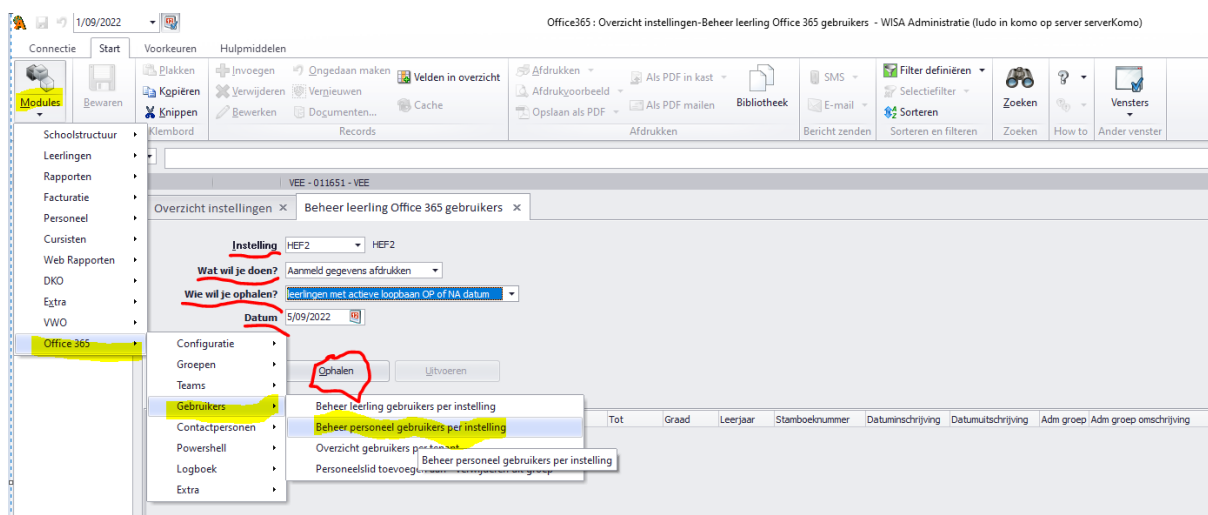 1/09/2022
Office365 : Overzicht instellingen-Beheer leerling Office 365 gebruikers - WISA Administratie (ludo in komo op server serverKomo)
Connectie Start Voorkeuren Hulpmiddelen
Modules
Bewaren
Plakken
Kopiëren
Knippen
Klembord
Invoegen Ongedaan maken
Verwijderen Vernieuwen
Bewerken Documenten...
Velden in overzicht
Cache
Records
Afdrukken
Afdrukvoorbeeld
Opslaan als PDF
Als PDF in kast
Als PDF mailen
Bibliotheek
Afdrukken
SMS
E-mail
Bericht zenden
Filter definiëren
Selectiefilter
Sorteren
Sorteren en filteren
Zoeken
Zoeken
How to
Vensters
Ander venster
Schoolstructuur
Leerlingen
Rapporten
Facturatie
Personeel
Cursisten
Web Rapporten
DKO
Extra
VWO
Office 365
VEE - 011651 - VEE
Overzicht instellingen Beheer leerling Office 365 gebruikers
Instelling HEF2 HEF2
Wat wil je doen? Aanmeld gegevens afdrukken
Wie wil je ophalen? leerlingen met actieve loopbaan OP of NA datum
Datum 5/09/2022
Ophalen Uitvoeren
Configuratie
Groepen
Teams
Gebruikers
Contactpersonen
Powershell
Logboek
Extra
Beheer leerling gebruikers per instelling
Beheer personeel gebruikers per instelling
Overzicht gebruikers per tenant
Personeelslid toevoegen
Beheer personeel gebruikers per instelling
Tot Graad Leerjaar Stamboeknummer Datuminschrijving Datumuitschrijving Adm groep Adm groep omschrijving